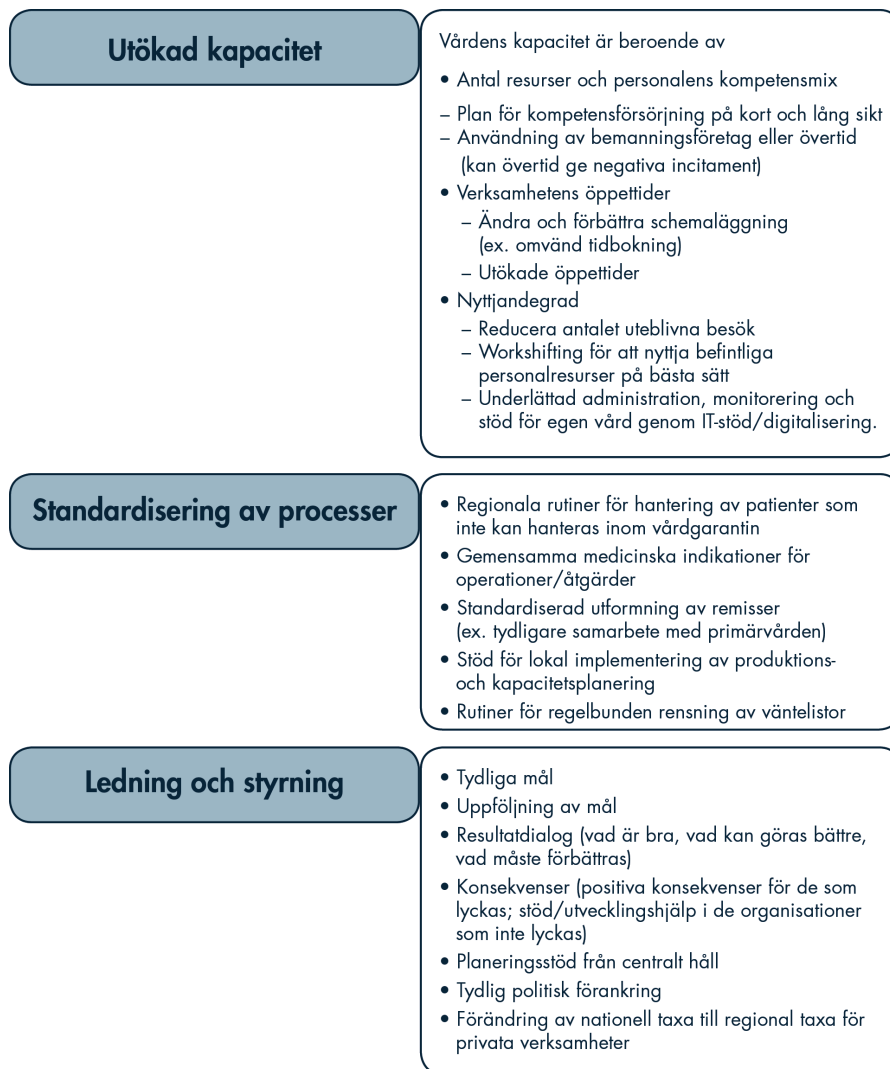 Utökad kapacitet
Vårdens kapacitet är beroende av
• Antal resurser och personalens kompetensmix
– Plan för kompetensförsörjning på kort och lång sikt
– Användning av bemanningsföretag eller övertid
(kan övertid ge negativa incitament)
• Verksamhetens öppettider
– Ändra och förbättra schemaläggning
(ex. omvänd tidbokning)
– Utökade öppettider
• Nyttjandegrad
– Reducera antalet uteblivna besök
– Workshifting för att nyttja befintliga
personalresurser på bästa sätt
– Underlättad administration, monitorering och
stöd för egen vård genom IT-stöd/digitalisering.
Standardisering av processer
• Regionala rutiner för hantering av patienter som
inte kan hanteras inom vårdgarantin
• Gemensamma medicinska indikationer för
operationer/åtgärder
• Standardiserad utformning av remisser
(ex. tydligare samarbete med primärvården)
• Stöd för lokal implementering av produktions-
och kapacitetsplanering
• Rutiner för regelbunden rensning av väntelistor
Ledning och styrning
• Tydliga mål
• Uppföljning av mål
• Resultatdialog (vad är bra, vad kan göras bättre,
vad måste förbättras)
• Konsekvenser (positiva konsekvenser för de som
lyckas; stöd/utvecklingshjälp i de organisationer
som inte lyckas)
• Planeringsstöd från centralt håll
• Tydlig politisk förankring
• Förändring av nationell taxa till regional taxa för
privata verksamheter